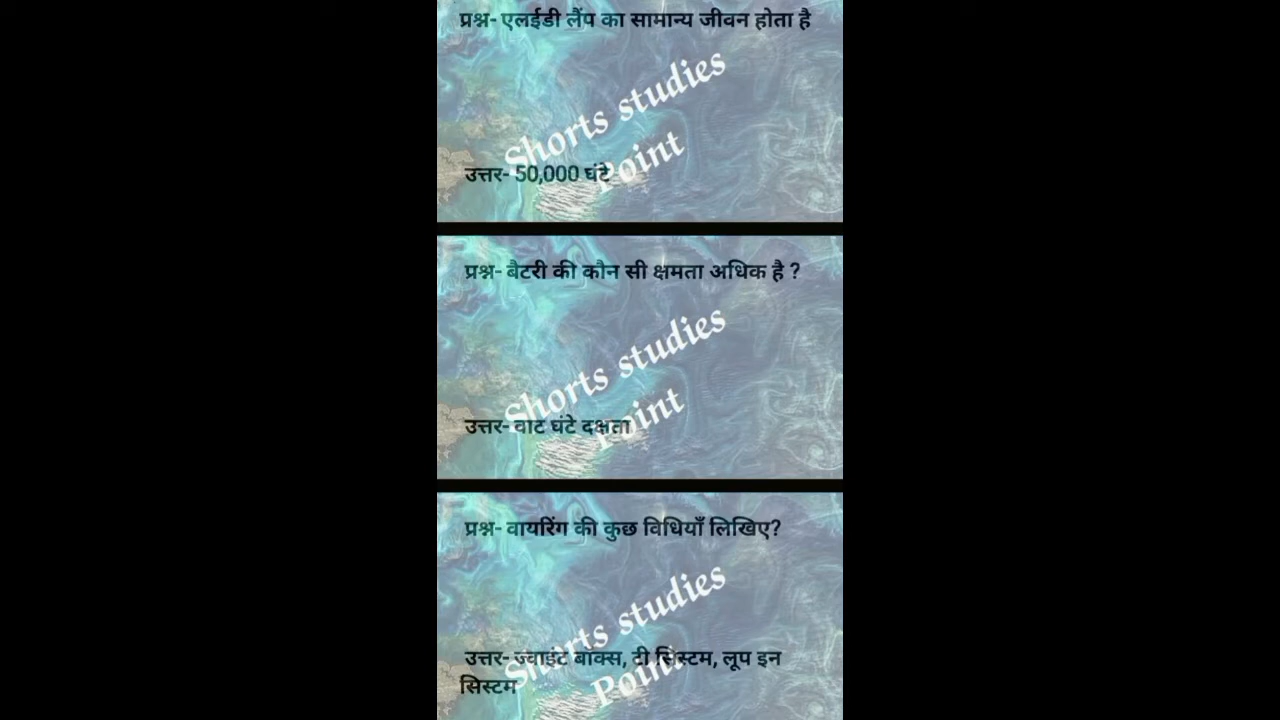 प्रश्न- एलईडी लैंप का सामान्य जीवन होता है
Shorts studies
Point
उत्तर- 50,000 घंटे
प्रश्न- बैटरी की कौन सी क्षमता अधिक है ?
Shorts studies
Point
उत्तर- वाट घंटे दक्षता
प्रश्न- वायरिंग की कुछ विधियाँ लिखिए?
Shorts studies
Point
उत्तर- ज्वाइंट बॉक्स, टी सिस्टम, लूप इन
सिस्टम